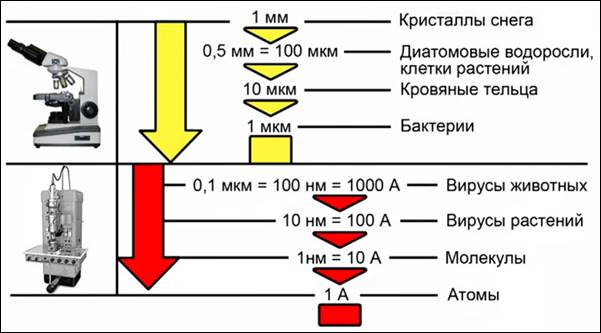 1 мм Кристаллы снега
0,5 мм = 100 мкм Диатомовые водоросли,
клетки растений
10 мкм Кровяные тельца
1 мкм Бактерии
0,1 мкм = 100 нм = 1000 А Вирусы животных
10 нм = 100 А Вирусы растений
1нм = 10 А Молекулы
1 А Атомы